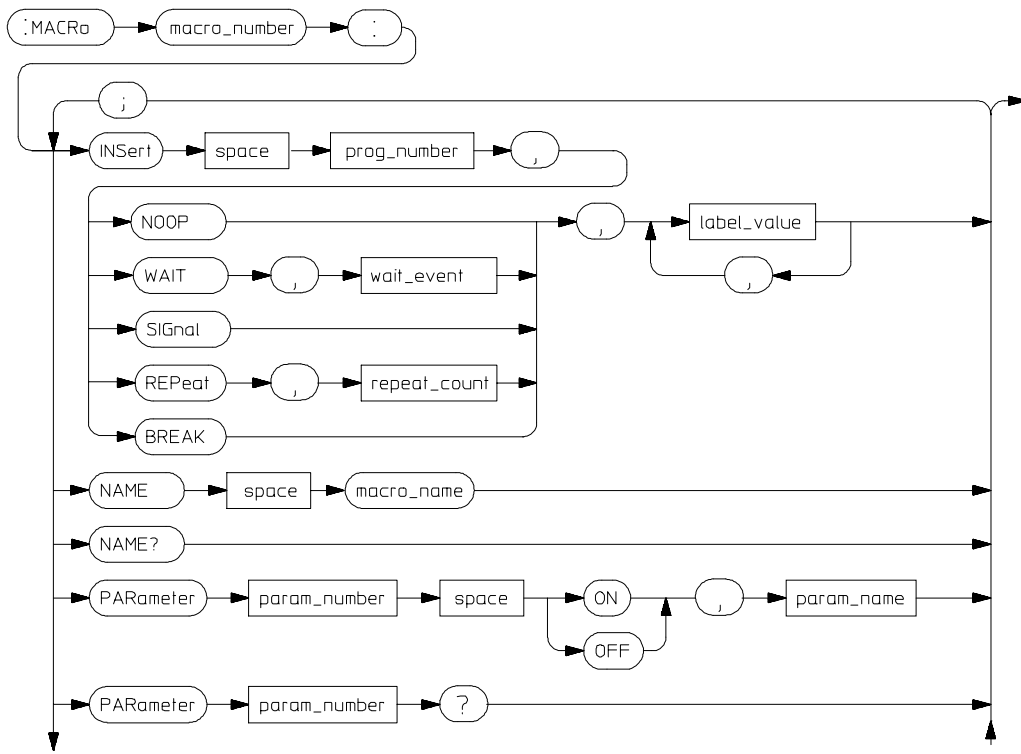 :MACRo macro_number :
;
INSert space prog_number ,
NOOP , label_value
WAIT , wait_event ,
SIGnal
REPeat , repeat_count
BREAK
NAME space macro_name
NAME?
PARameter param_number space ON , param_name
OFF
PARameter param_number ?